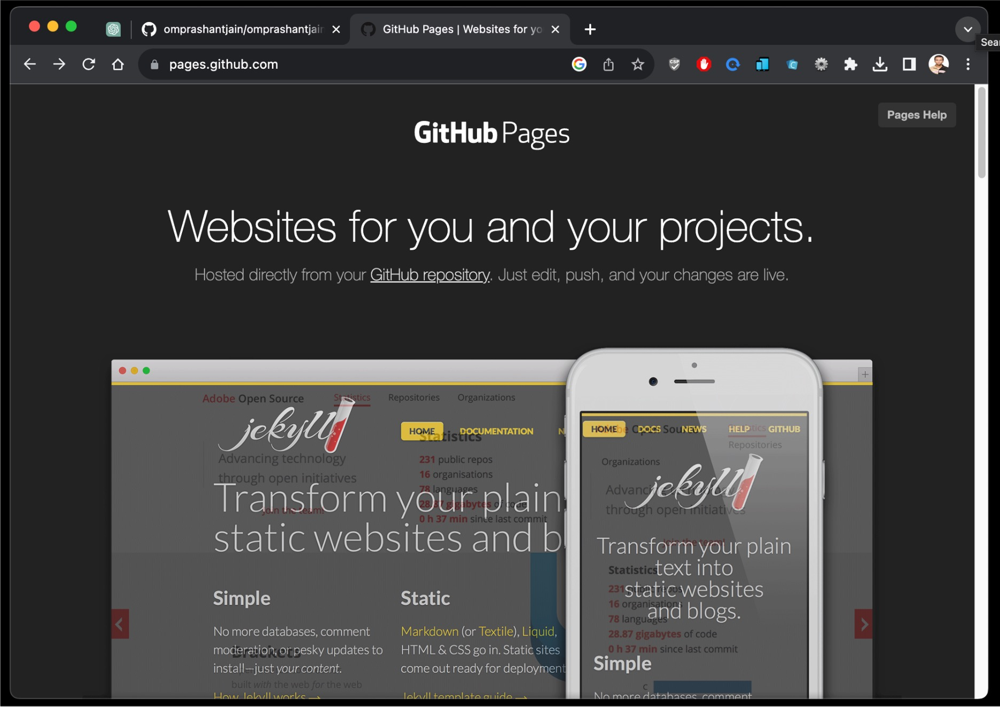 omprashantjain/omprashantjain
GitHub Pages | Websites for yo
Sear
pages.github.com
CSP
Pages Help
GitHub Pages
Websites for you and your projects.
Hosted directly from your GitHub repository. Just edit, push, and your changes are live.
Adobe Open Source
Statistics
Repositories
Organizations
jekyll
HOME
DOCUMENTATION
N
Statistics
Advancing technology
through open initiatives
231 public repos
16 organisations
78 languages
28.87 gigabytes of code
0 h 37 min since last commit
Join the team!
Transform your plain
static websites and b
Simple
No more databases, comment
moderation, or pesky updates to
install—just your content.
Brackets
built with the web for the web
How Jekyll works →
Static
Markdown (or Textile), Liquid,
HTML & CSS go in. Static sites
come out ready for deployment
Jekyll template guide →
HOME
DOCS
NEWS
HELP
GITHUB
Adobe Open Source
Statistics
Repositories
Organizations
jekyll
Advancing technology
through open initiatives
Join the team!
Transform your plain
text into
static websites
and blogs.
Statistics
231 public repos
16 organisations
78 languages
28.87 gigabytes of code
0 h 37 min since last commit
Simple
No more databases, comment